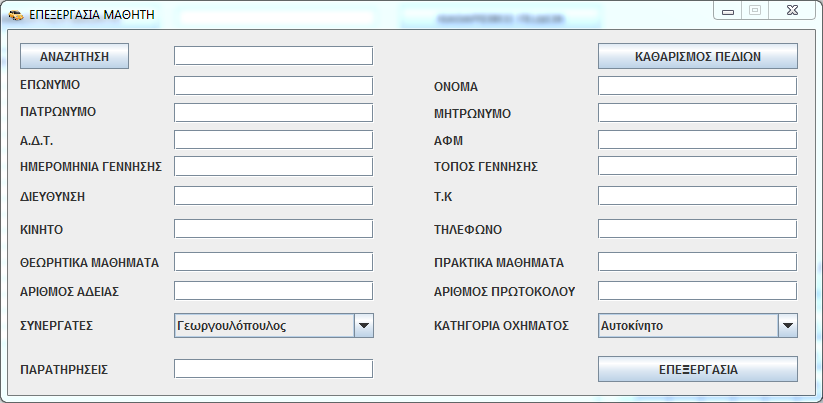 ΕΠΕΞΕΡΓΑΣΙΑ ΜΑΘΗΤΗ
ΑΝΑΖΗΤΗΣΗ ΚΑΘΑΡΙΣΜΟΣ ΠΕΔΙΩΝ
ΕΠΩΝΥΜΟ ΟΝΟΜΑ
ΠΑΤΡΩΝΥΜΟ ΜΗΤΡΩΝΥΜΟ
Α.Δ.Τ. ΑΦΜ
ΗΜΕΡΟΜΗΝΙΑ ΓΕΝΝΗΣΗΣ ΤΟΠΟΣ ΓΕΝΝΗΣΗΣ
ΔΙΕΥΘΥΝΣΗ Τ.Κ
ΚΙΝΗΤΟ ΤΗΛΕΦΩΝΟ
ΘΕΩΡΗΤΙΚΑ ΜΑΘΗΜΑΤΑ ΠΡΑΚΤΙΚΑ ΜΑΘΗΜΑΤΑ
ΑΡΙΘΜΟΣ ΑΔΕΙΑΣ ΑΡΙΘΜΟΣ ΠΡΩΤΟΚΟΛΟΥ
ΣΥΝΕΡΓΑΤΕΣ Γεωργουλόπουλος ΚΑΤΗΓΟΡΙΑ ΟΧΗΜΑΤΟΣ Αυτοκίνητο
ΠΑΡΑΤΗΡΗΣΕΙΣ ΕΠΕΞΕΡΓΑΣΙΑ